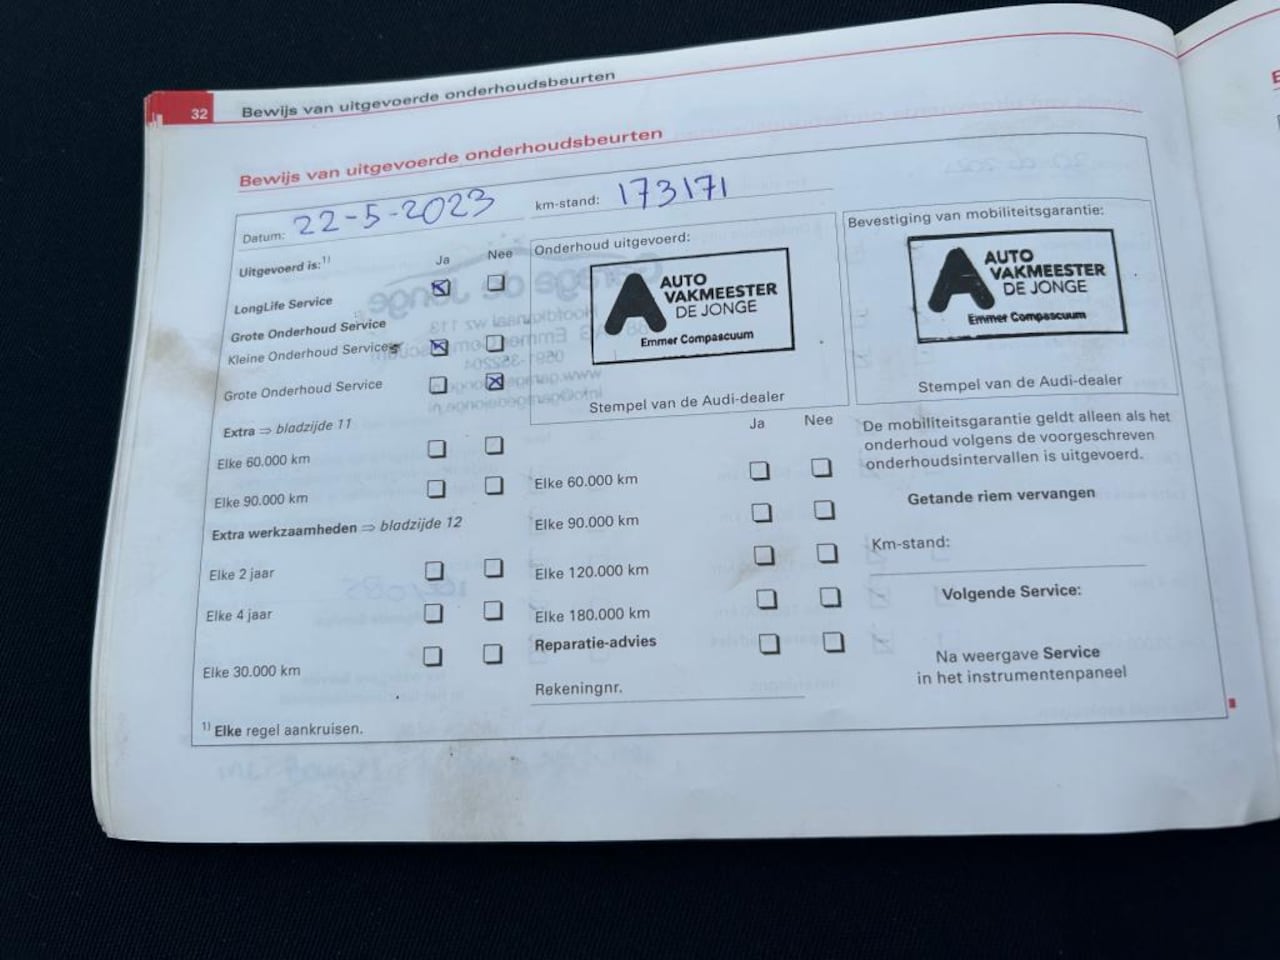 32 Bewijs van uitgevoerde onderhoudsbeurten
Bewijs van uitgevoerde onderhoudsbeurten
Datum: 22-5-2023 km-stand: 173171
Uitgevoerd is:¹⁾ Ja Nee
LongLife Service
Grote Onderhoud Service
Kleine Onderhoud Service
Grote Onderhoud Service
Extra ⇒ bladzijde 11
Elke 60.000 km
Elke 90.000 km
Extra werkzaamheden ⇒ bladzijde 12
Elke 2 jaar
Elke 4 jaar
Elke 30.000 km
¹⁾ Elke regel aankruisen.
Onderhoud uitgevoerd:
AUTO
VAKMEESTER
DE JONGE
Emmer Compascuum
Stempel van de Audi-dealer
Ja Nee
Elke 60.000 km
Elke 90.000 km
Elke 120.000 km
Elke 180.000 km
Reparatie-advies
Rekeningnr.
Bevestiging van mobiliteitsgarantie:
AUTO
VAKMEESTER
DE JONGE
Emmer Compascuum
Stempel van de Audi-dealer
De mobiliteitsgarantie geldt alleen als het
onderhoud volgens de voorgeschreven
onderhoudsintervallen is uitgevoerd.
Getande riem vervangen
Km-stand:
Volgende Service:
Na weergave Service
in het instrumentenpaneel